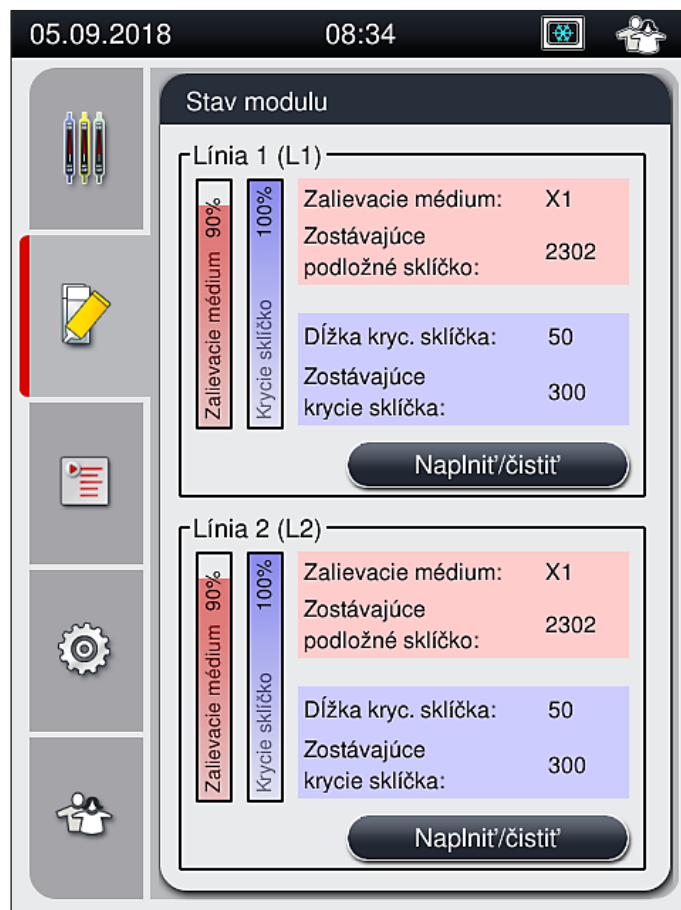 05.09.2018 08:34
Stav modulu
Línia 1 (L1)
Zalievacie médium 90%
Krycie sklíčko 100%
Zalievacie médium: X1
Zostávajúce
podložné sklíčko: 2302
Dĺžka kryc. sklíčka: 50
Zostávajúce
krycie sklíčka: 300
Naplniť/čistiť
Línia 2 (L2)
Zalievacie médium 90%
Krycie sklíčko 100%
Zalievacie médium: X1
Zostávajúce
podložné sklíčko: 2302
Dĺžka kryc. sklíčka: 50
Zostávajúce
krycie sklíčka: 300
Naplniť/čistiť